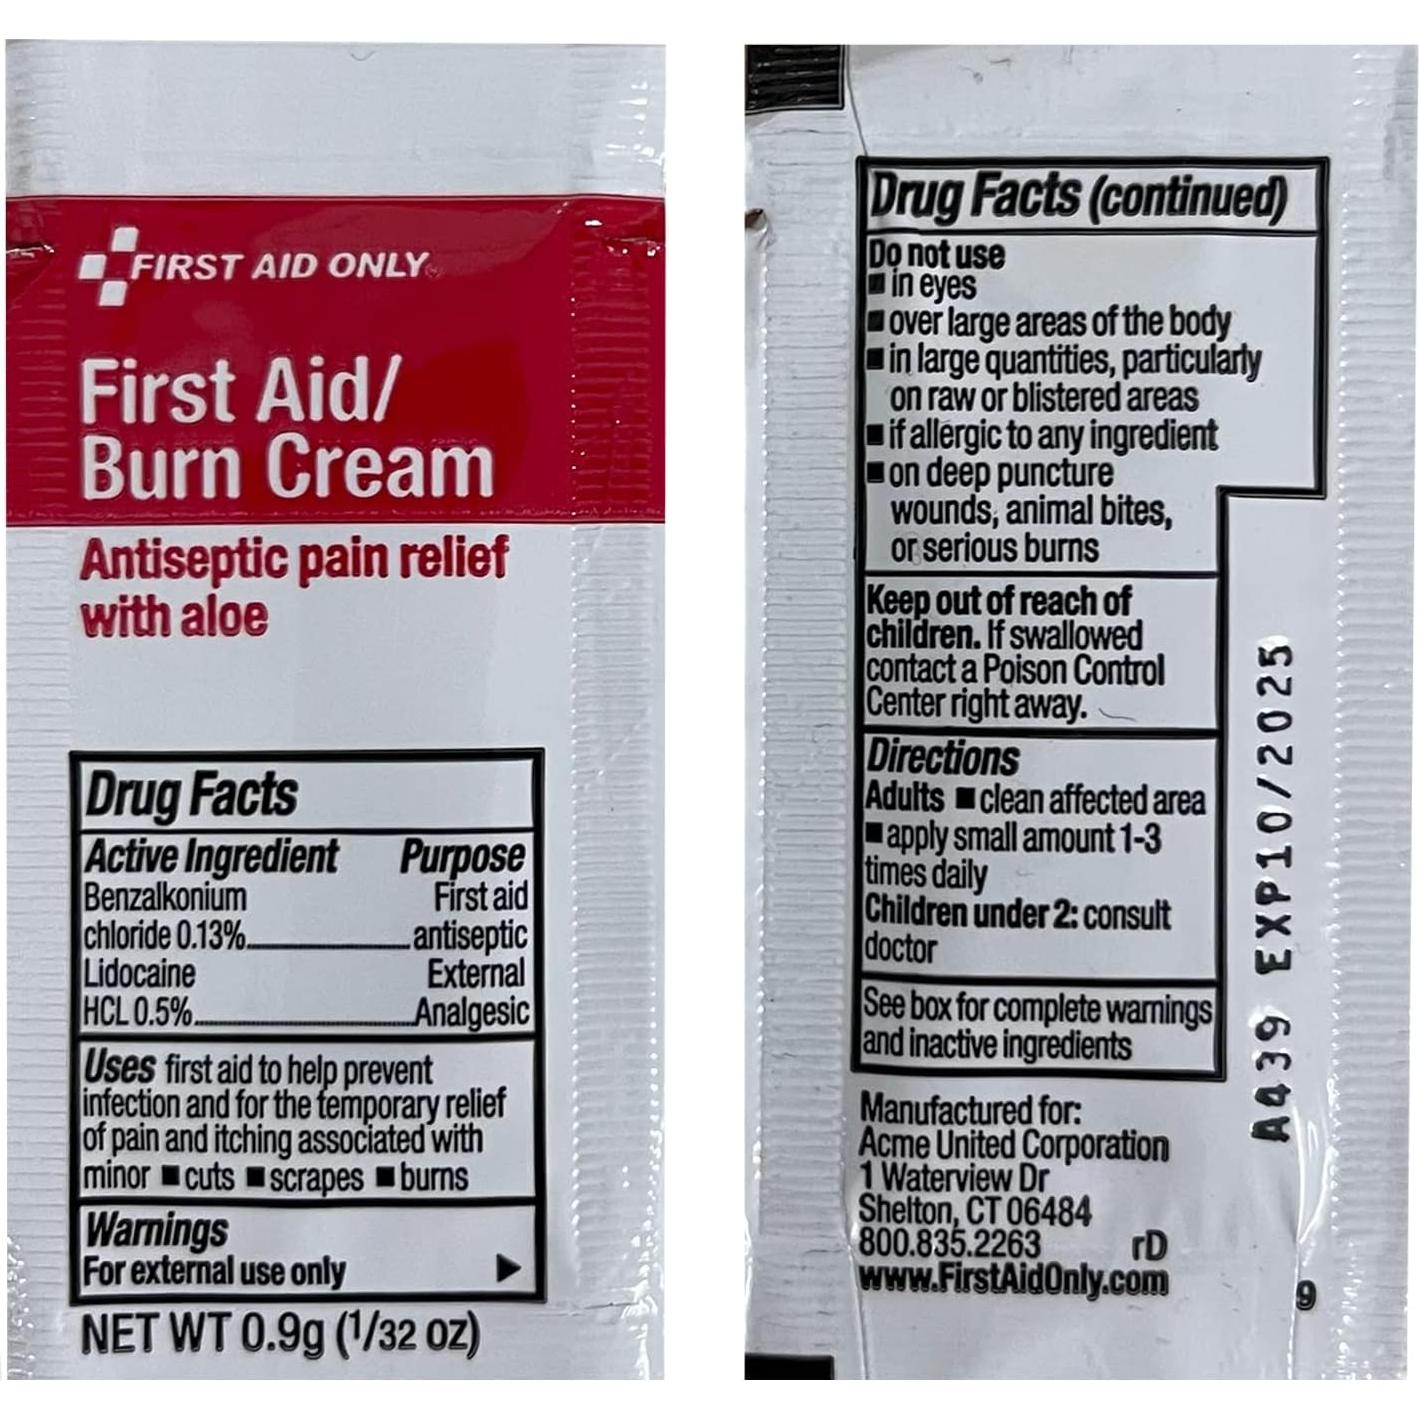 FIRST AID ONLY
First Aid/
Burn Cream
Antiseptic pain relief
with aloe
Drug Facts
Active Ingredient Purpose
Benzalkonium First aid
chloride 0.13% antiseptic
Lidocaine External
HCL 0.5% Analgesic
Uses first aid to help prevent
infection and for the temporary relief
of pain and itching associated with
minor ■ cuts ■ scrapes ■ burns
Warnings
For external use only ▶
NET WT 0.9g (1/32 OZ)
Drug Facts (continued)
Do not use
■ in eyes
■ over large areas of the body
■ in large quantities, particularly
on raw or blistered areas
■ if allergic to any ingredient
■ on deep puncture
wounds, animal bites,
or serious burns
Keep out of reach of
children. If swallowed
contact a Poison Control
Center right away.
Directions
Adults ■ clean affected area
■ apply small amount 1-3
times daily
Children under 2: consult
doctor
See box for complete warnings
and inactive ingredients
Manufactured for:
Acme United Corporation
1 Waterview Dr
Shelton, CT 06484
800.835.2263 rD
www.FirstAidOnly.com
A439 EXP10/2025
9